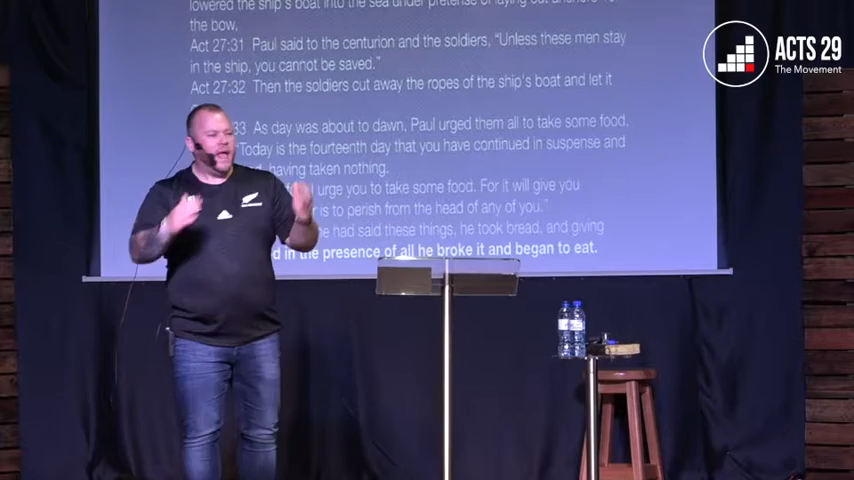 lowering the ship's boat into the sea under pretense of laying out anchors from
the bow,
Act 27:31 Paul said to the centurion and the soldiers, "Unless these men stay
in the ship, you cannot be saved."
Act 27:32 Then the soldiers cut away the ropes of the ship's boat and let it
ACTS 29
The Movement
33 As day was about to dawn, Paul urged them all to take some food,
"Today is the fourteenth day that you have continued in suspense and
having taken nothing.
I urge you to take some food. For it will give you
is to perish from the head of any of you."
he had said these things, he took bread, and giving
d in the presence of all he broke it and began to eat.